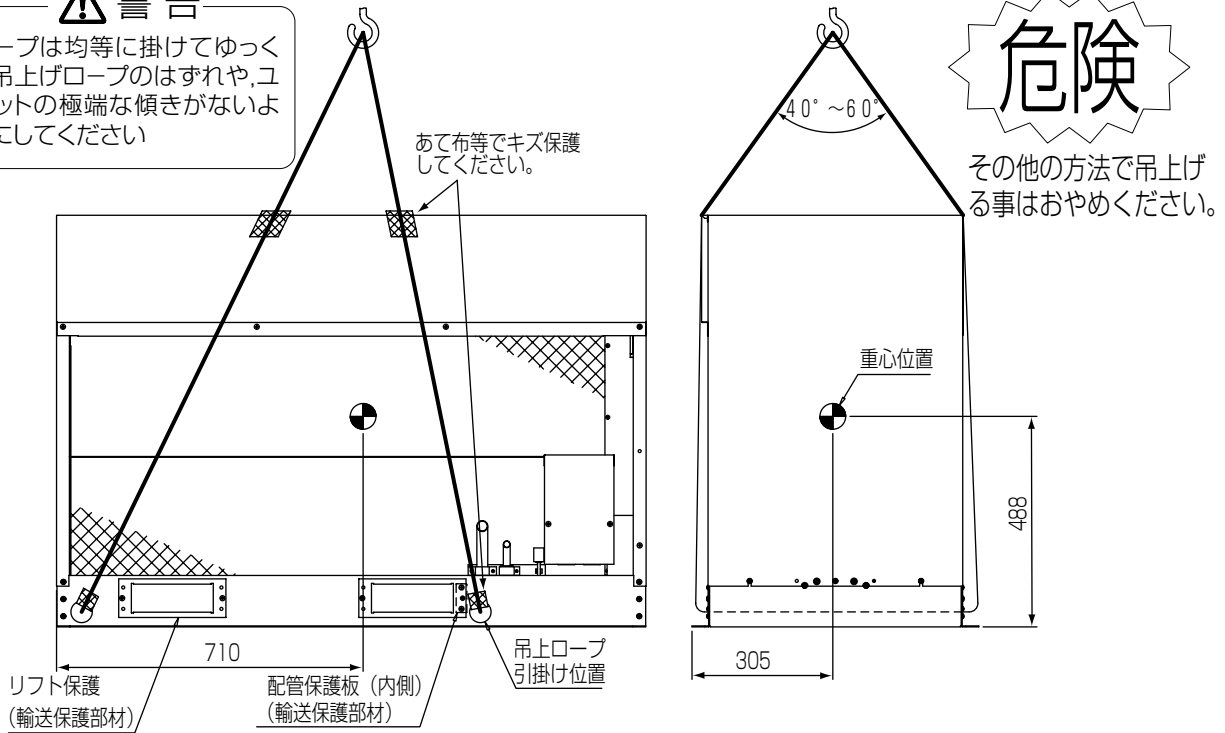 警告
ープは均等に掛けてゆっく
吊上げロープのはずれや,ユ
ットの極端な傾きがないよ
にしてください
危険
その他の方法で吊上げ
る事はおやめください。
40°～60°
あて布等でキズ保護
してください。
重心位置
488
710
305
吊上ロープ
引掛け位置
リフト保護
(輸送保護部材)
配管保護板（内側）
(輸送保護部材)